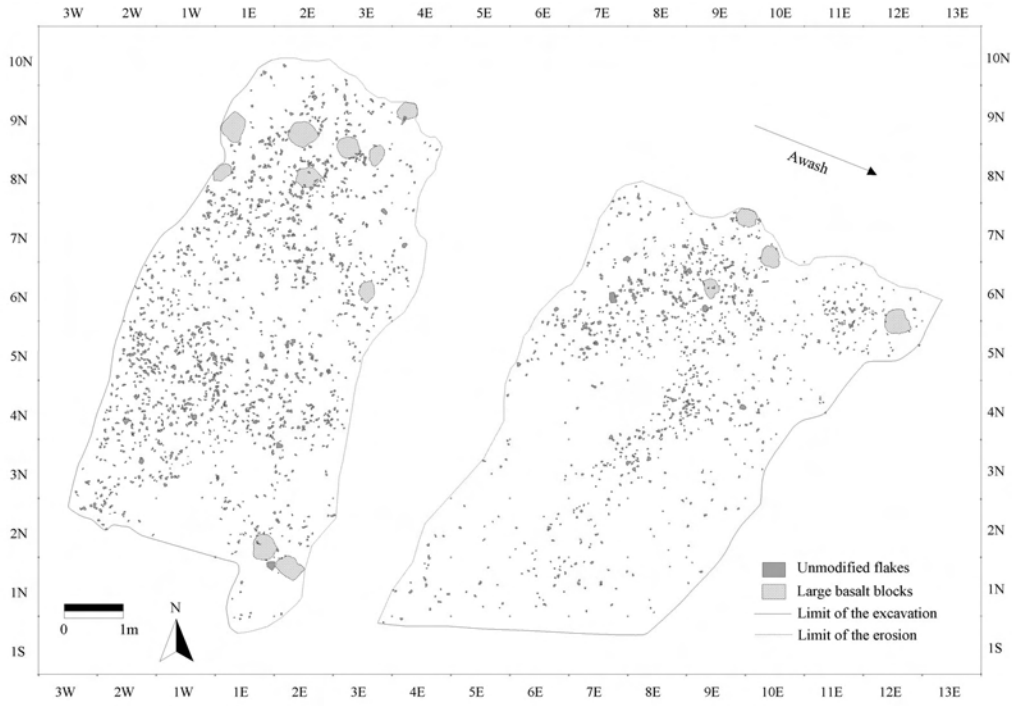 3W 2W 1W 1E 2E 3E 4E 5E 6E 7E 8E 9E 10E 11E 12E 13E
10N 10N
9N 9N
8N 8N
7N 7N
6N 6N
5N 5N
4N 4N
3N 3N
2N 2N
1N 1N
1S 1S
Awash
Unmodified flakes
Large basalt blocks
Limit of the excavation
Limit of the erosion
N
0 1m
3W 2W 1W 1E 2E 3E 4E 5E 6E 7E 8E 9E 10E 11E 12E 13E